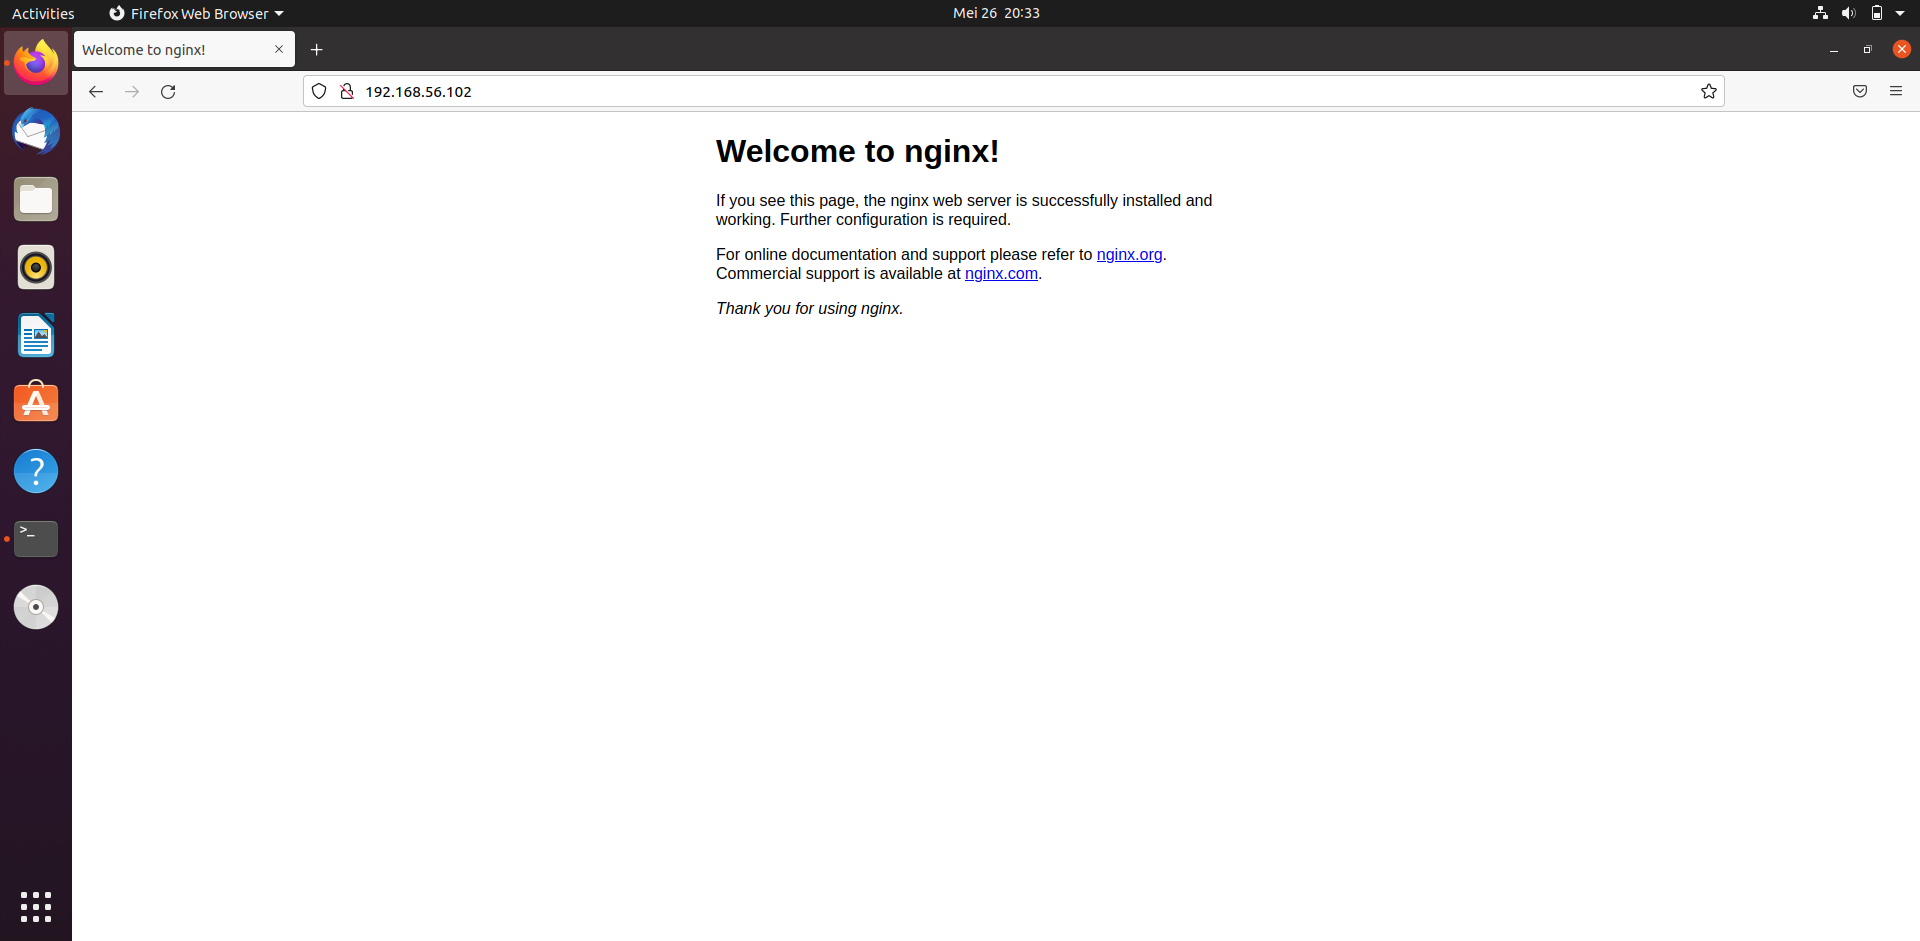 Activities
Firefox Web Browser
Mei 26 20:33
Welcome to nginx!
192.168.56.102
Welcome to nginx!
If you see this page, the nginx web server is successfully installed and
working. Further configuration is required.
For online documentation and support please refer to nginx.org.
Commercial support is available at nginx.com.
Thank you for using nginx.